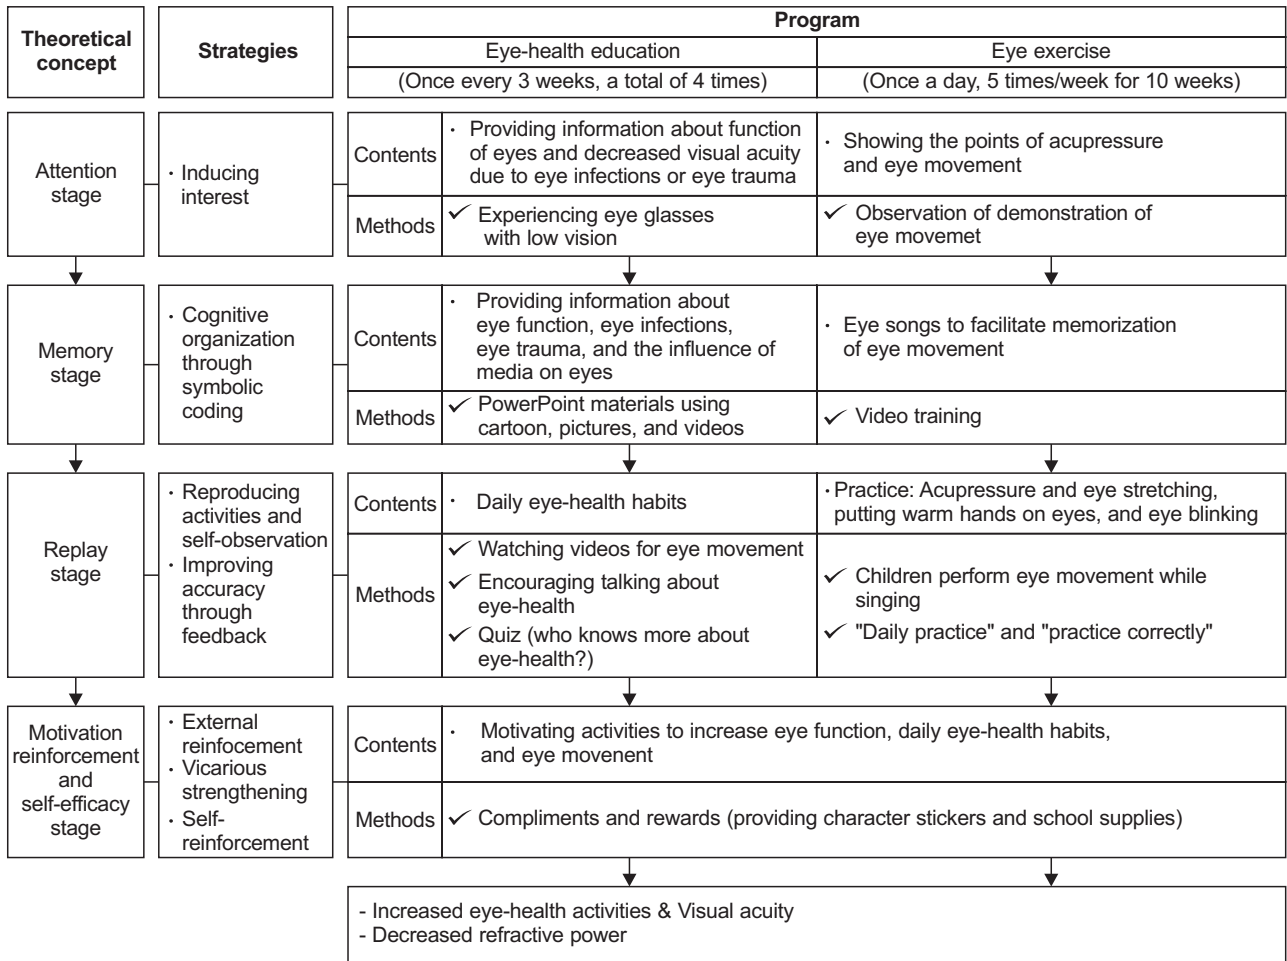 Theoretical
concept
Strategies
Program
Eye-health education
Eye exercise
(Once every 3 weeks, a total of 4 times)
(Once a day, 5 times/week for 10 weeks)
Attention
stage
· Inducing
interest
Contents
· Providing information about function
of eyes and decreased visual acuity
due to eye infections or eye trauma
· Showing the points of acupressure
and eye movement
Methods
✓ Experiencing eye glasses
with low vision
✓ Observation of demonstration of
eye movemet
Memory
stage
· Cognitive
organization
through
symbolic
coding
Contents
· Providing information about
eye function, eye infections,
eye trauma, and the influence of
media on eyes
· Eye songs to facilitate memorization
of eye movement
Methods
✓ PowerPoint materials using
cartoon, pictures, and videos
✓ Video training
Replay
stage
· Reproducing
activities and
self-observation
· Improving
accuracy
through
feedback
Contents
· Daily eye-health habits
· Practice: Acupressure and eye stretching,
putting warm hands on eyes, and eye blinking
Methods
✓ Watching videos for eye movement
✓ Encouraging talking about
eye-health
✓ Quiz (who knows more about
eye-health?)
✓ Children perform eye movement while
singing
✓ "Daily practice" and "practice correctly"
Motivation
reinforcement
and
self-efficacy
stage
· External
reinfocement
· Vicarious
strengthening
· Self-
reinforcement
Contents
· Motivating activities to increase eye function, daily eye-health habits,
and eye movenent
Methods
✓ Compliments and rewards (providing character stickers and school supplies)
- Increased eye-health activities & Visual acuity
- Decreased refractive power